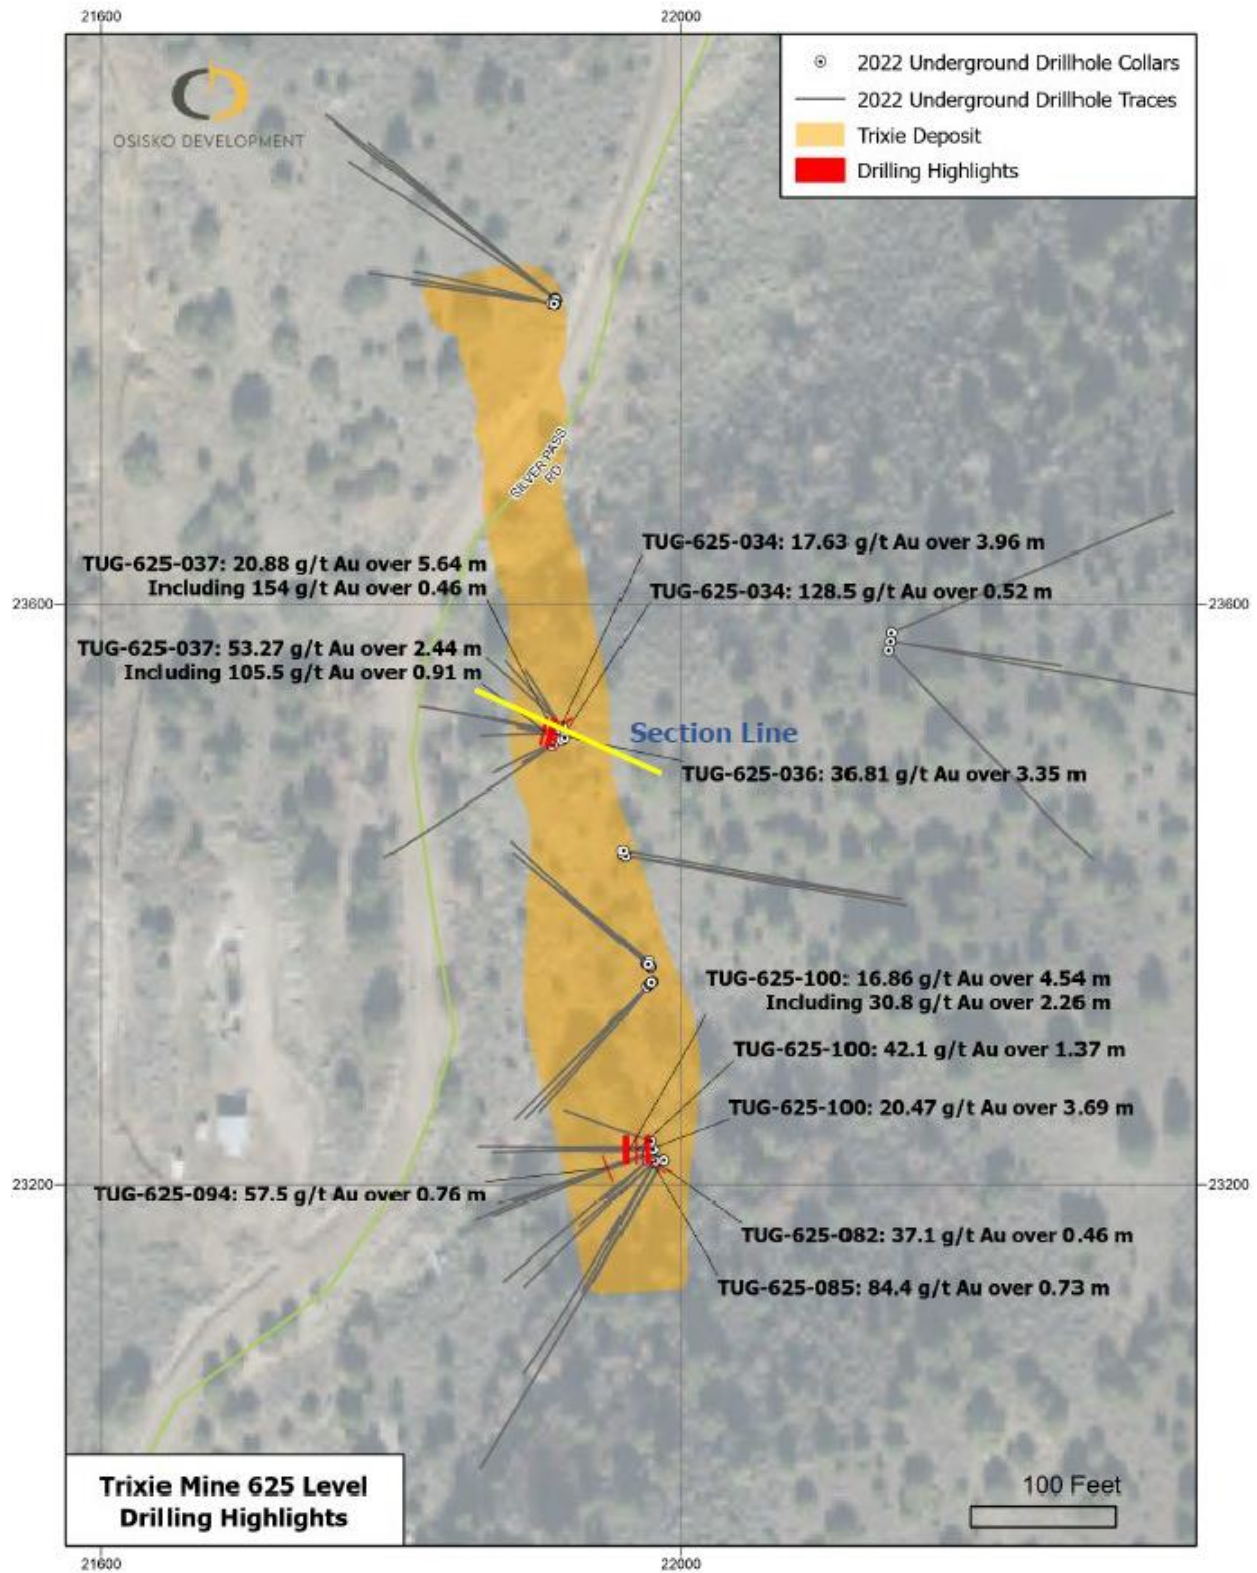 21600
22000
OSISKO DEVELOPMENT
2022 Underground Drillhole Collars
2022 Underground Drillhole Traces
Trixie Deposit
Drilling Highlights
SILVER PASS
RD
TUG-625-034: 17.63 g/t Au over 3.96 m
TUG-625-037: 20.88 g/t Au over 5.64 m
Including 154 g/t Au over 0.46 m
TUG-625-034: 128.5 g/t Au over 0.52 m
23600
23600
TUG-625-037: 53.27 g/t Au over 2.44 m
Including 105.5 g/t Au over 0.91 m
Section Line
TUG-625-036: 36.81 g/t Au over 3.35 m
TUG-625-100: 16.86 g/t Au over 4.54 m
Including 30.8 g/t Au over 2.26 m
TUG-625-100: 42.1 g/t Au over 1.37 m
TUG-625-100: 20.47 g/t Au over 3.69 m
23200
23200
TUG-625-094: 57.5 g/t Au over 0.76 m
TUG-625-082: 37.1 g/t Au over 0.46 m
TUG-625-085: 84.4 g/t Au over 0.73 m
Trixie Mine 625 Level
Drilling Highlights
100 Feet
21600
22000